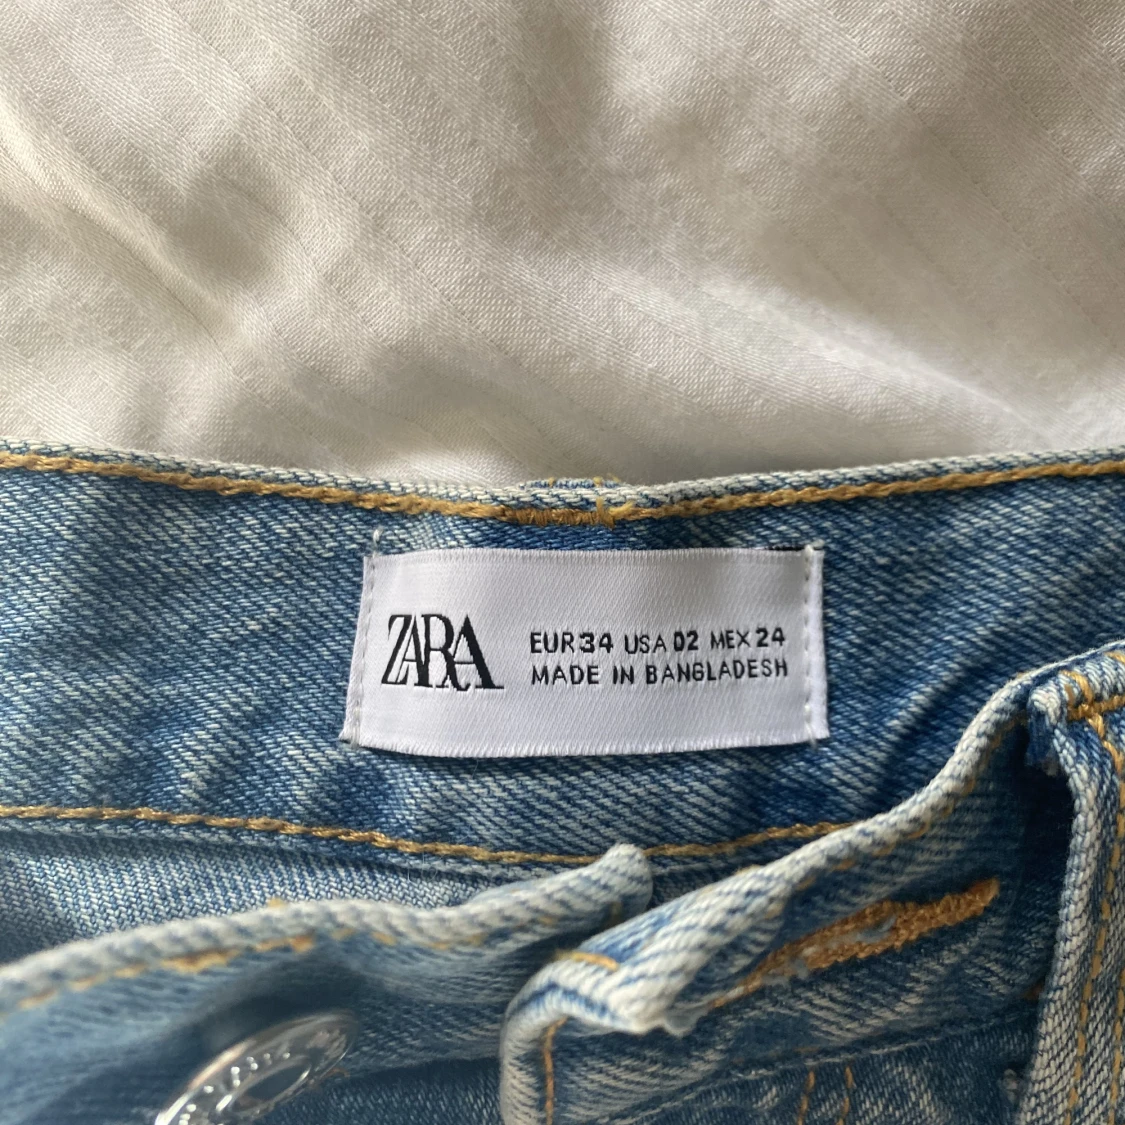 ZARA
EUR 34 USA 02 MEX 24
MADE IN BANGLADESH